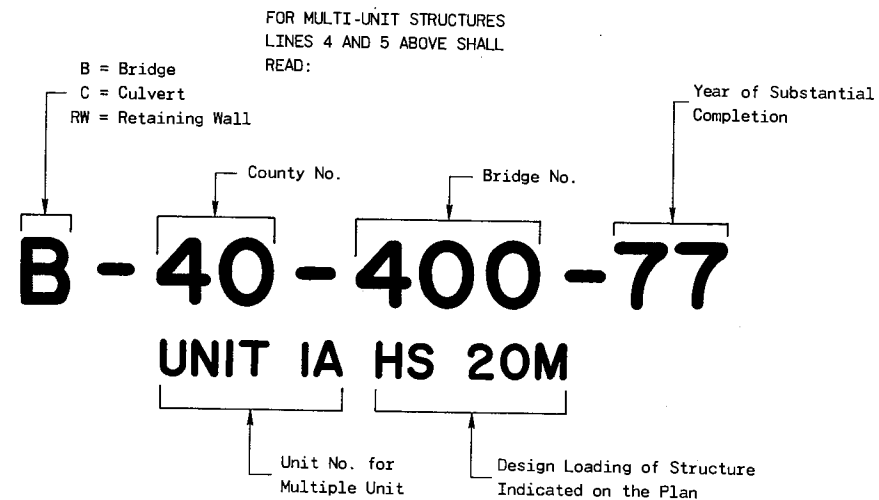 FOR MULTI-UNIT STRUCTURES
LINES 4 AND 5 ABOVE SHALL
READ:
B = Bridge
C = Culvert
RW = Retaining Wall
Year of Substantial
Completion
County No.
Bridge No.
B-40-400-77
UNIT 1A HS 20M
Unit No. for
Multiple Unit
Design Loading of Structure
Indicated on the Plan